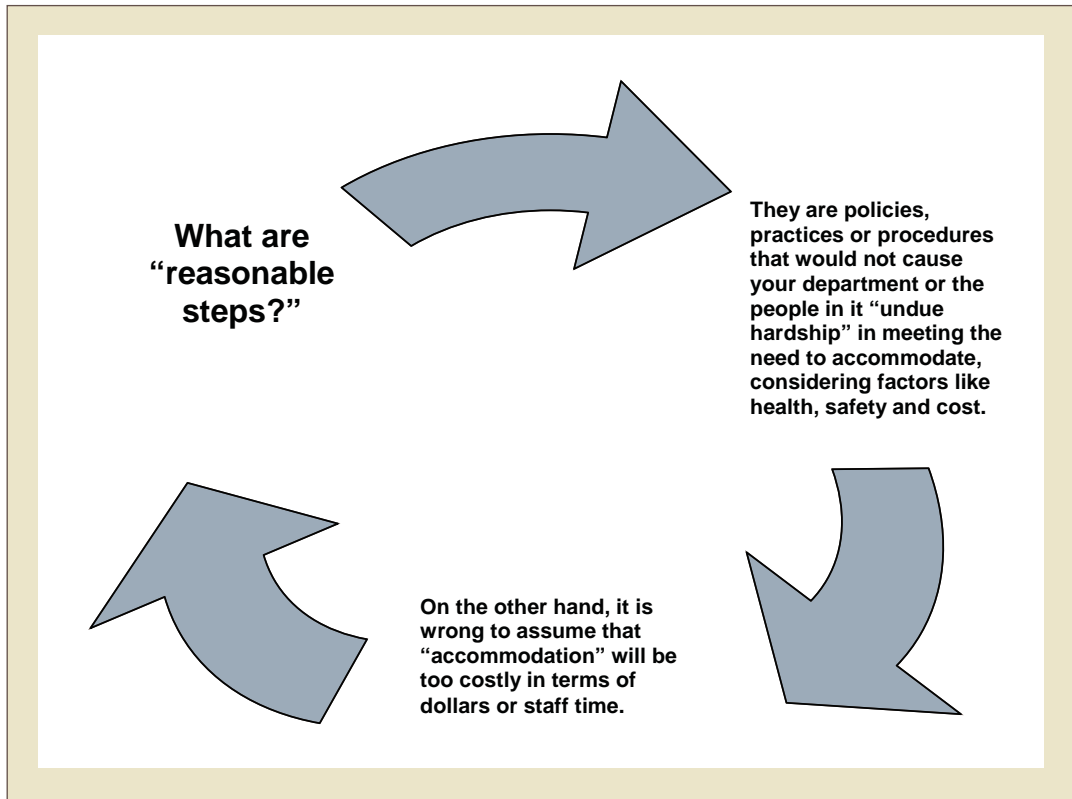 What are
“reasonable
steps?”
They are policies,
practices or procedures
that would not cause
your department or the
people in it “undue
hardship” in meeting the
need to accommodate,
considering factors like
health, safety and cost.
On the other hand, it is
wrong to assume that
“accommodation” will be
too costly in terms of
dollars or staff time.